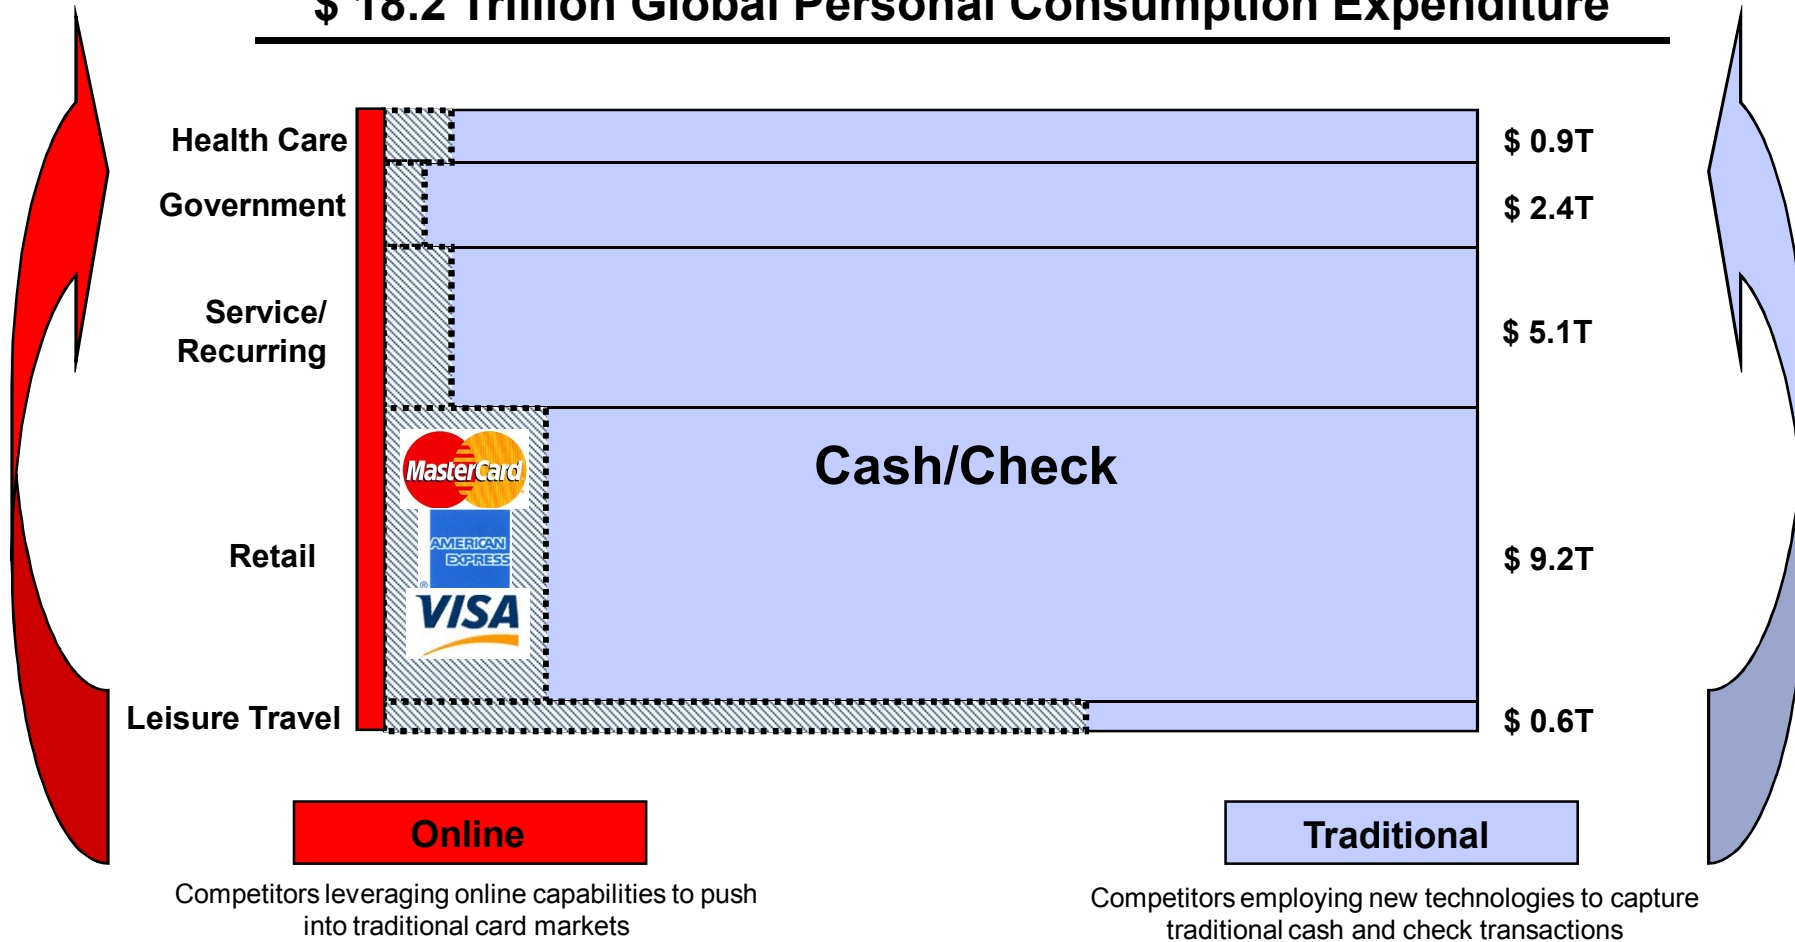 $ 18.2 Trillion Global Personal Consumption Expenditure
Health Care
$ 0.9T
Government
$ 2.4T
Service/
Recurring
$ 5.1T
MasterCard
Cash/Check
AMERICAN
EXPRESS
®
Retail
$ 9.2T
VISA
Leisure Travel
$ 0.6T
Online
Traditional
Competitors leveraging online capabilities to push
into traditional card markets
Competitors employing new technologies to capture
traditional cash and check transactions